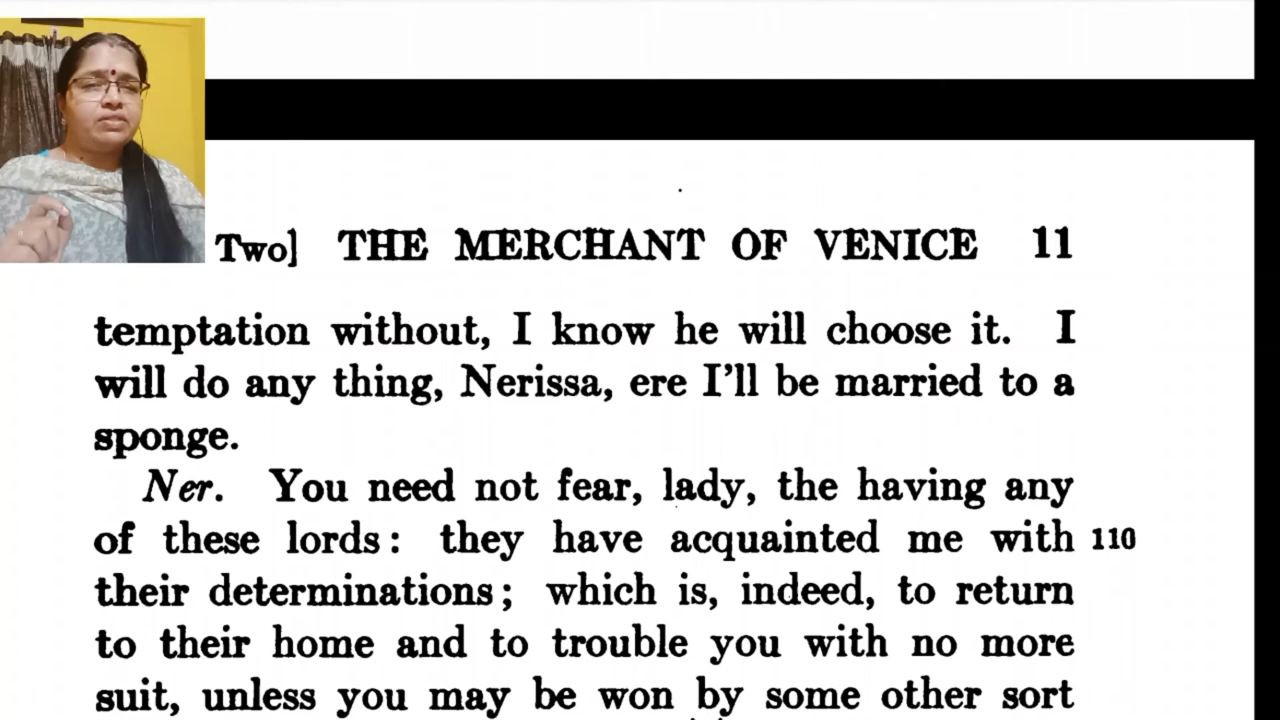 Two] THE MERCHANT OF VENICE 11
temptation without, I know he will choose it. I
will do any thing, Nerissa, ere I'll be married to a
sponge.
Ner. You need not fear, lady, the having any
of these lords: they have acquainted me with 110
their determinations; which is, indeed, to return
to their home and to trouble you with no more
suit, unless you may be won by some other sort